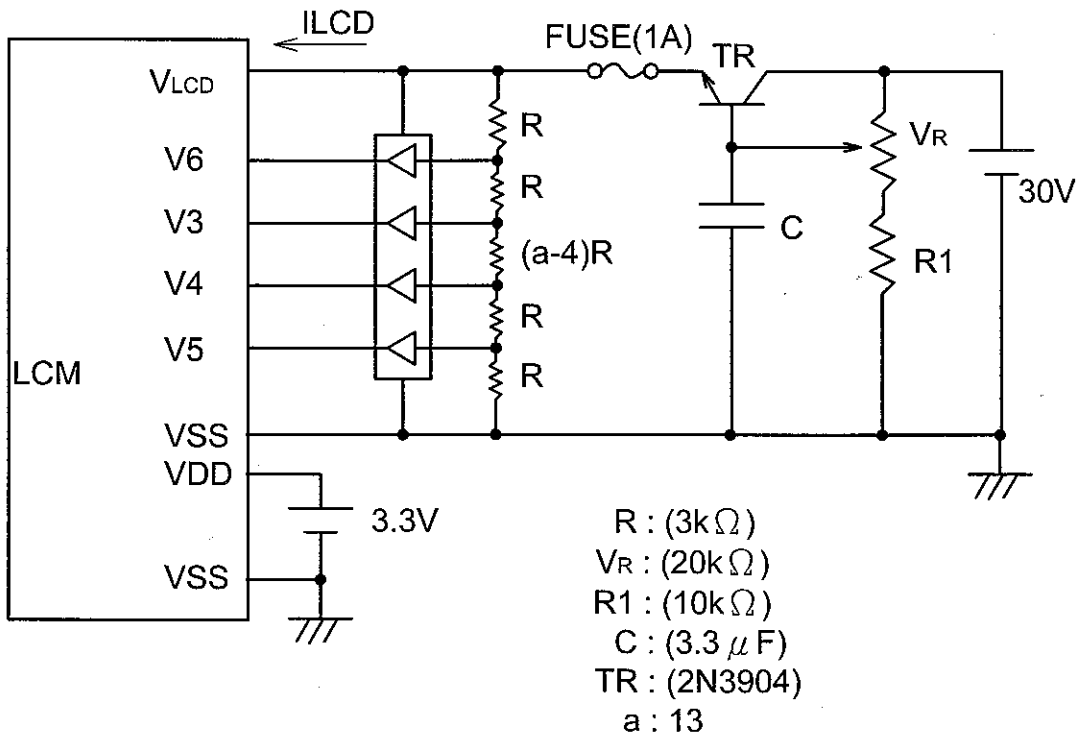 ILCD
FUSE(1A)
TR
VLCD
R
VR
V6
R
30V
V3
(a-4)R
C
R1
V4
R
V5
R
LCM
VSS
VDD
3.3V
VSS
R : (3kΩ)
VR : (20kΩ)
R1 : (10kΩ)
C : (3.3 μF)
TR : (2N3904)
a : 13